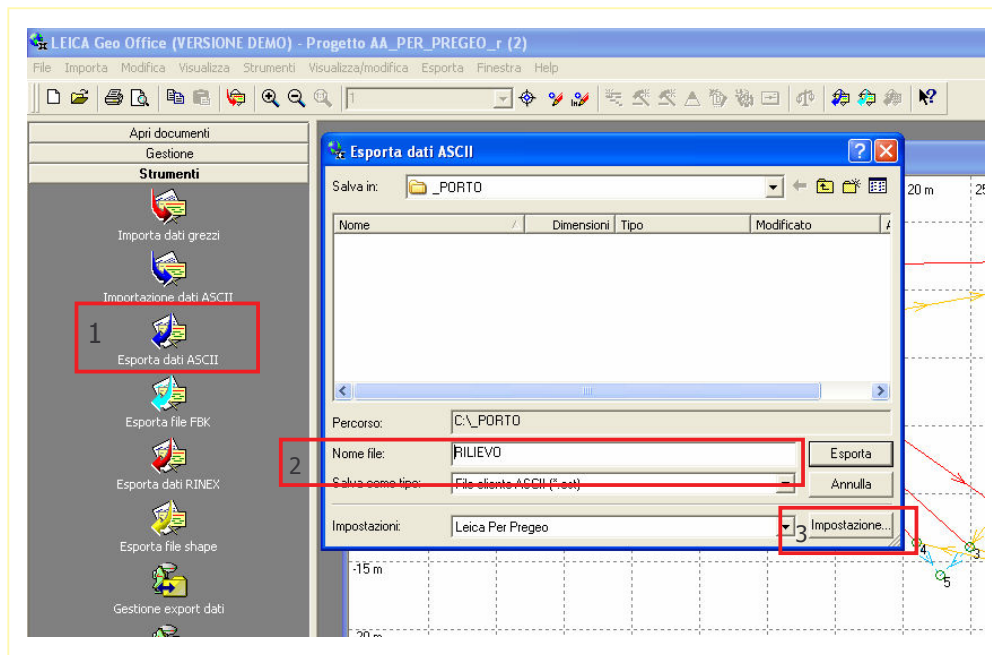 LEICA Geo Office (VERSIONE DEMO) - Progetto AA_PER_PREGEO_r (2)
File Importa Modifica Visualizza Strumenti Visualizza/modifica Esporta Finestra Help
1
Apri documenti
Gestione
Strumenti
Importa dati grezzi
Importazione dati ASCII
1
Esporta dati ASCII
Esporta file FBK
Esporta dati RINEX
Esporta file shape
Gestione export dati
Esporta dati ASCII
Salva in: _PORTO
Nome Dimensioni Tipo Modificato
Percorso: C:\_PORTO
2
Nome file: RILIEVO Esporta
Salva come tipo: File cliente ASCII (*.cst) Annulla
Impostazioni: Leica Per Pregeo Impostazione...
3
20 m
4
3
5
-15 m
-20 m